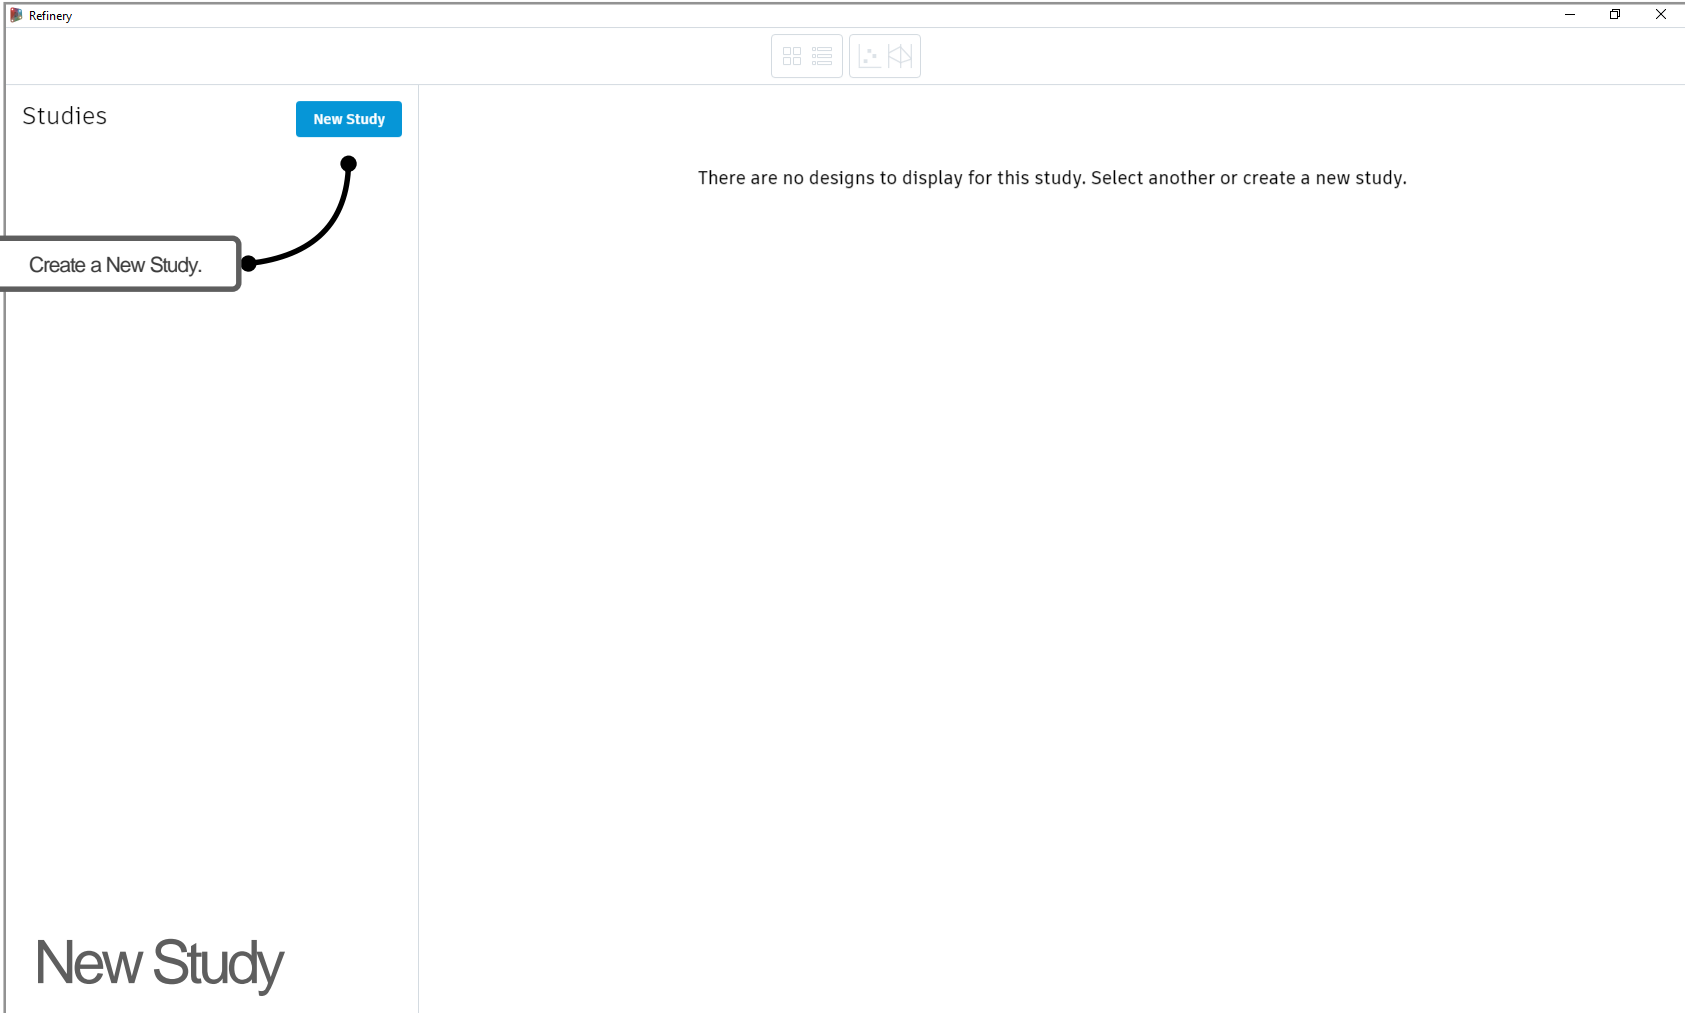 Refinery
Studies
New Study
There are no designs to display for this study. Select another or create a new study.
Create a New Study.
New Study